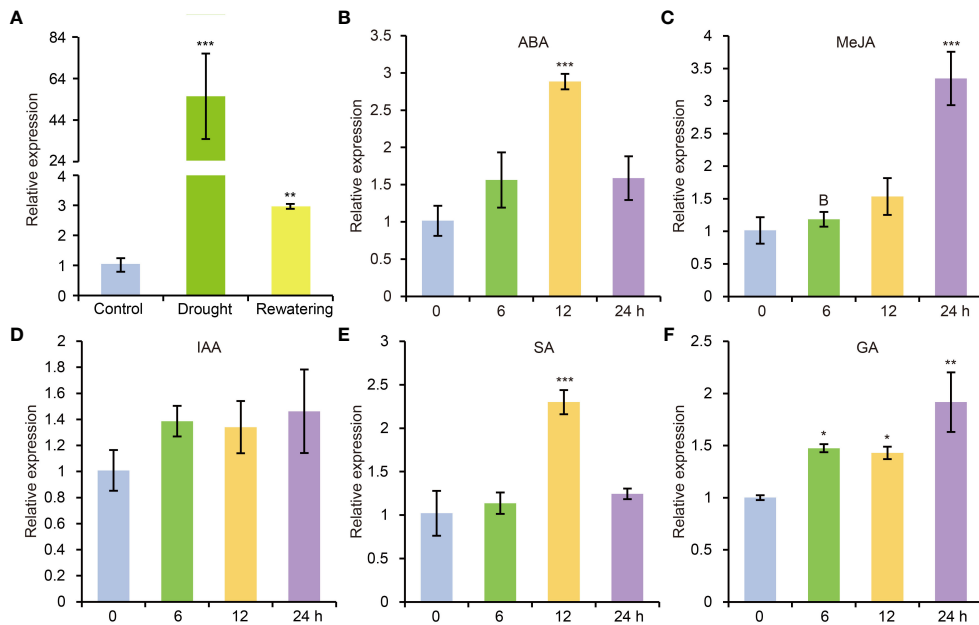 A
Relative expression
84
64
44
24
4
3
2
1
0
***
**
Control Drought Rewatering
B
ABA
Relative expression
3.5
3
2.5
2
1.5
1
0.5
0
***
0 6 12 24 h
C
MeJA
Relative expression
4
3.5
3
2.5
2
1.5
1
0.5
0
B
***
0 6 12 24 h
D
IAA
Relative expression
2
1.8
1.6
1.4
1.2
1
0.8
0.6
0.4
0.2
0
0 6 12 24 h
E
SA
Relative expression
3
2.5
2
1.5
1
0.5
0
***
0 6 12 24 h
F
GA
Relative expression
2.5
2
1.5
1
0.5
0
*
*
**
0 6 12 24 h